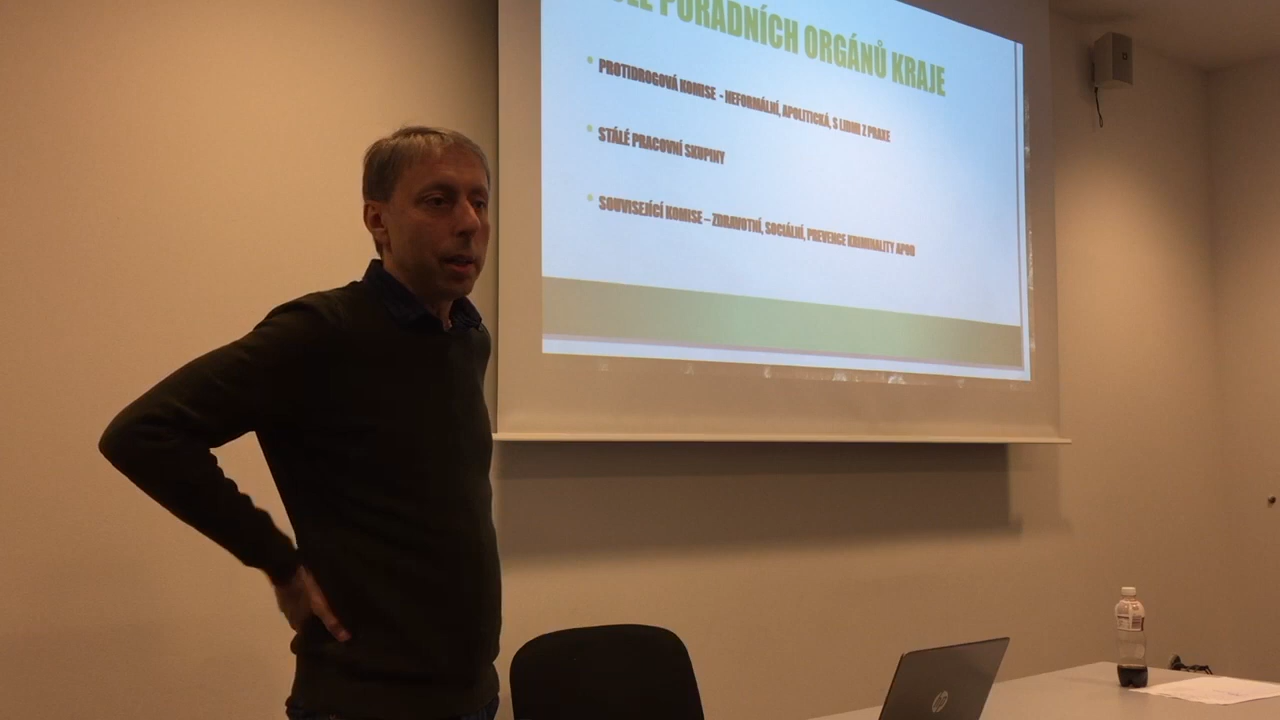 PORADNÍCH ORGÁNŮ KRAJE
• PROTIDROGOVÁ KOMISE - NEFORMÁLNÍ, APOLITICKÁ, S LIDMI Z PRAXE
• STÁLÉ PRACOVNÍ SKUPINY
• SOUVISEJÍCÍ KOMISE – ZDRAVOTNÍ, SOCIÁLNÍ, PREVENCE KRIMINALITY APOD
hp